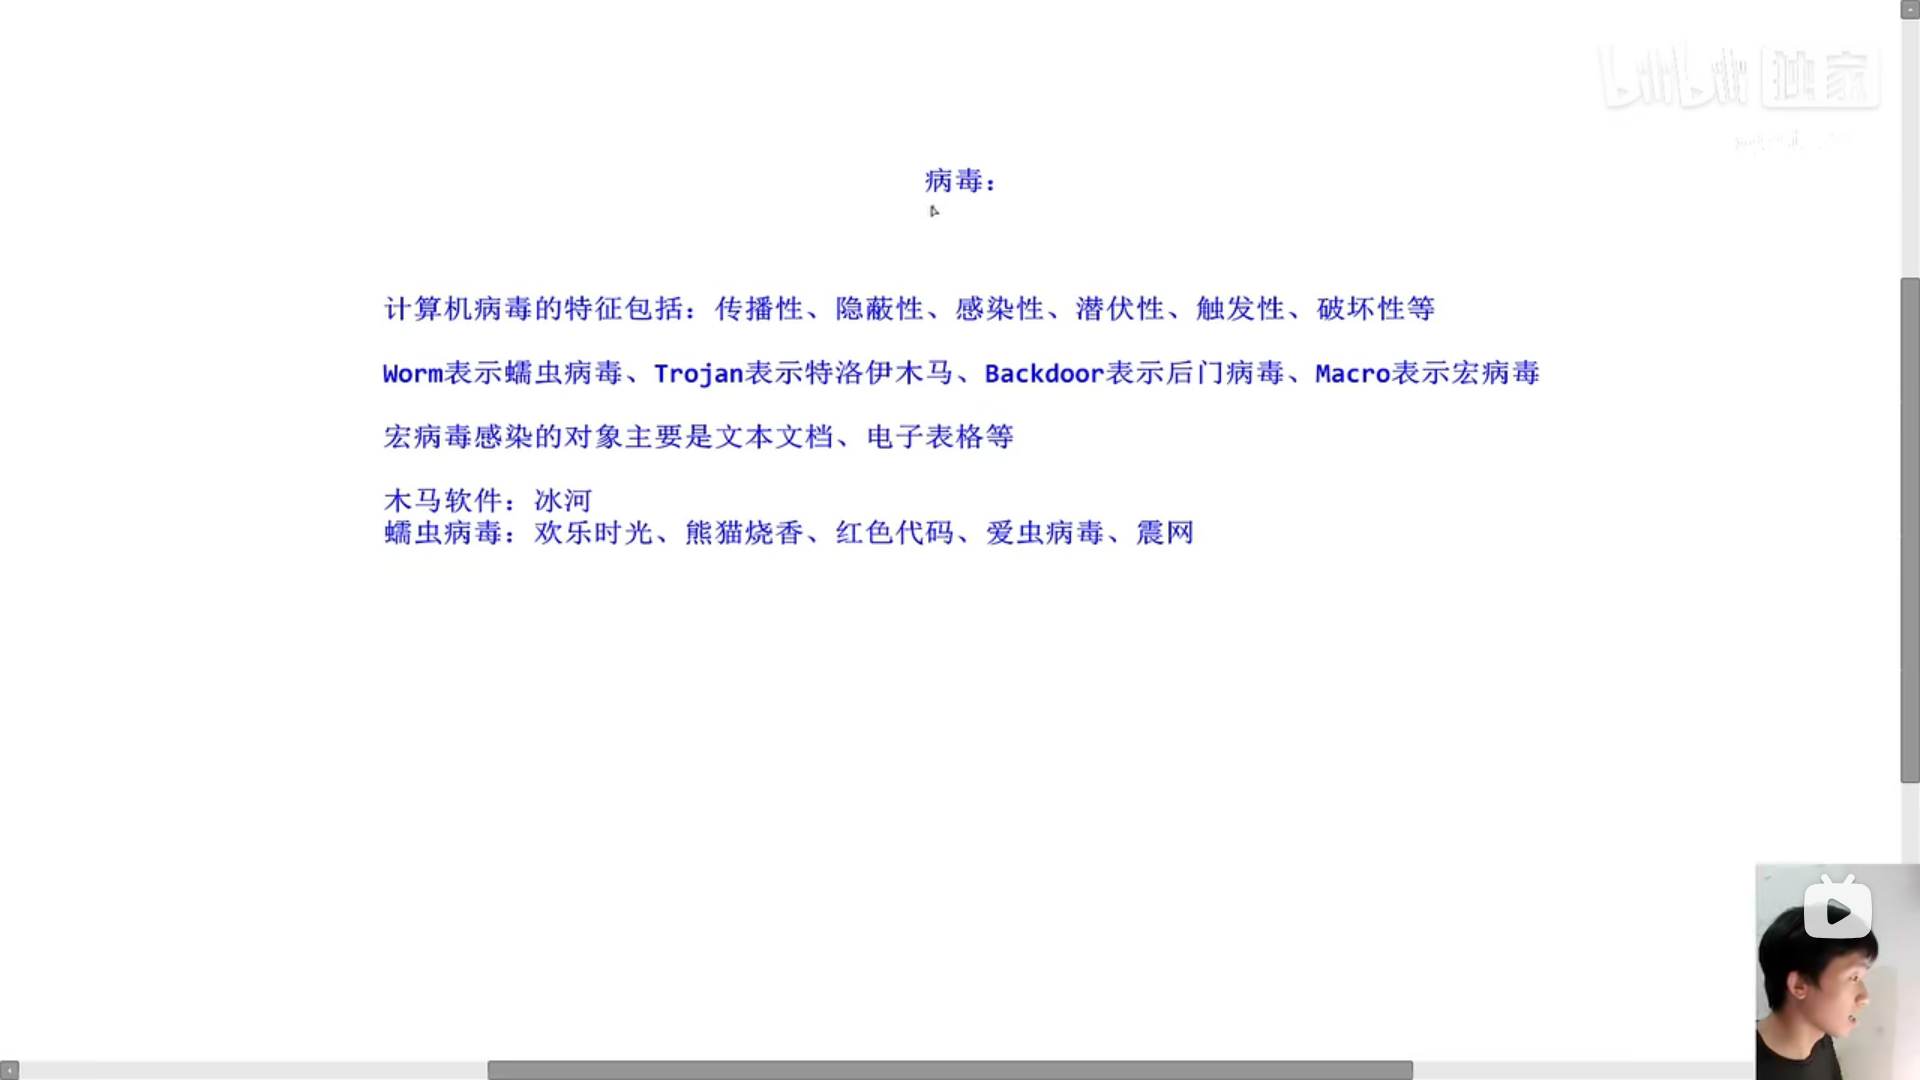 bilibili 独家
病毒：
计算机病毒的特征包括：传播性、隐蔽性、感染性、潜伏性、触发性、破坏性等
Worm表示蠕虫病毒、Trojan表示特洛伊木马、Backdoor表示后门病毒、Macro表示宏病毒
宏病毒感染的对象主要是文本文档、电子表格等
木马软件：冰河
蠕虫病毒：欢乐时光、熊猫烧香、红色代码、爱虫病毒、震网